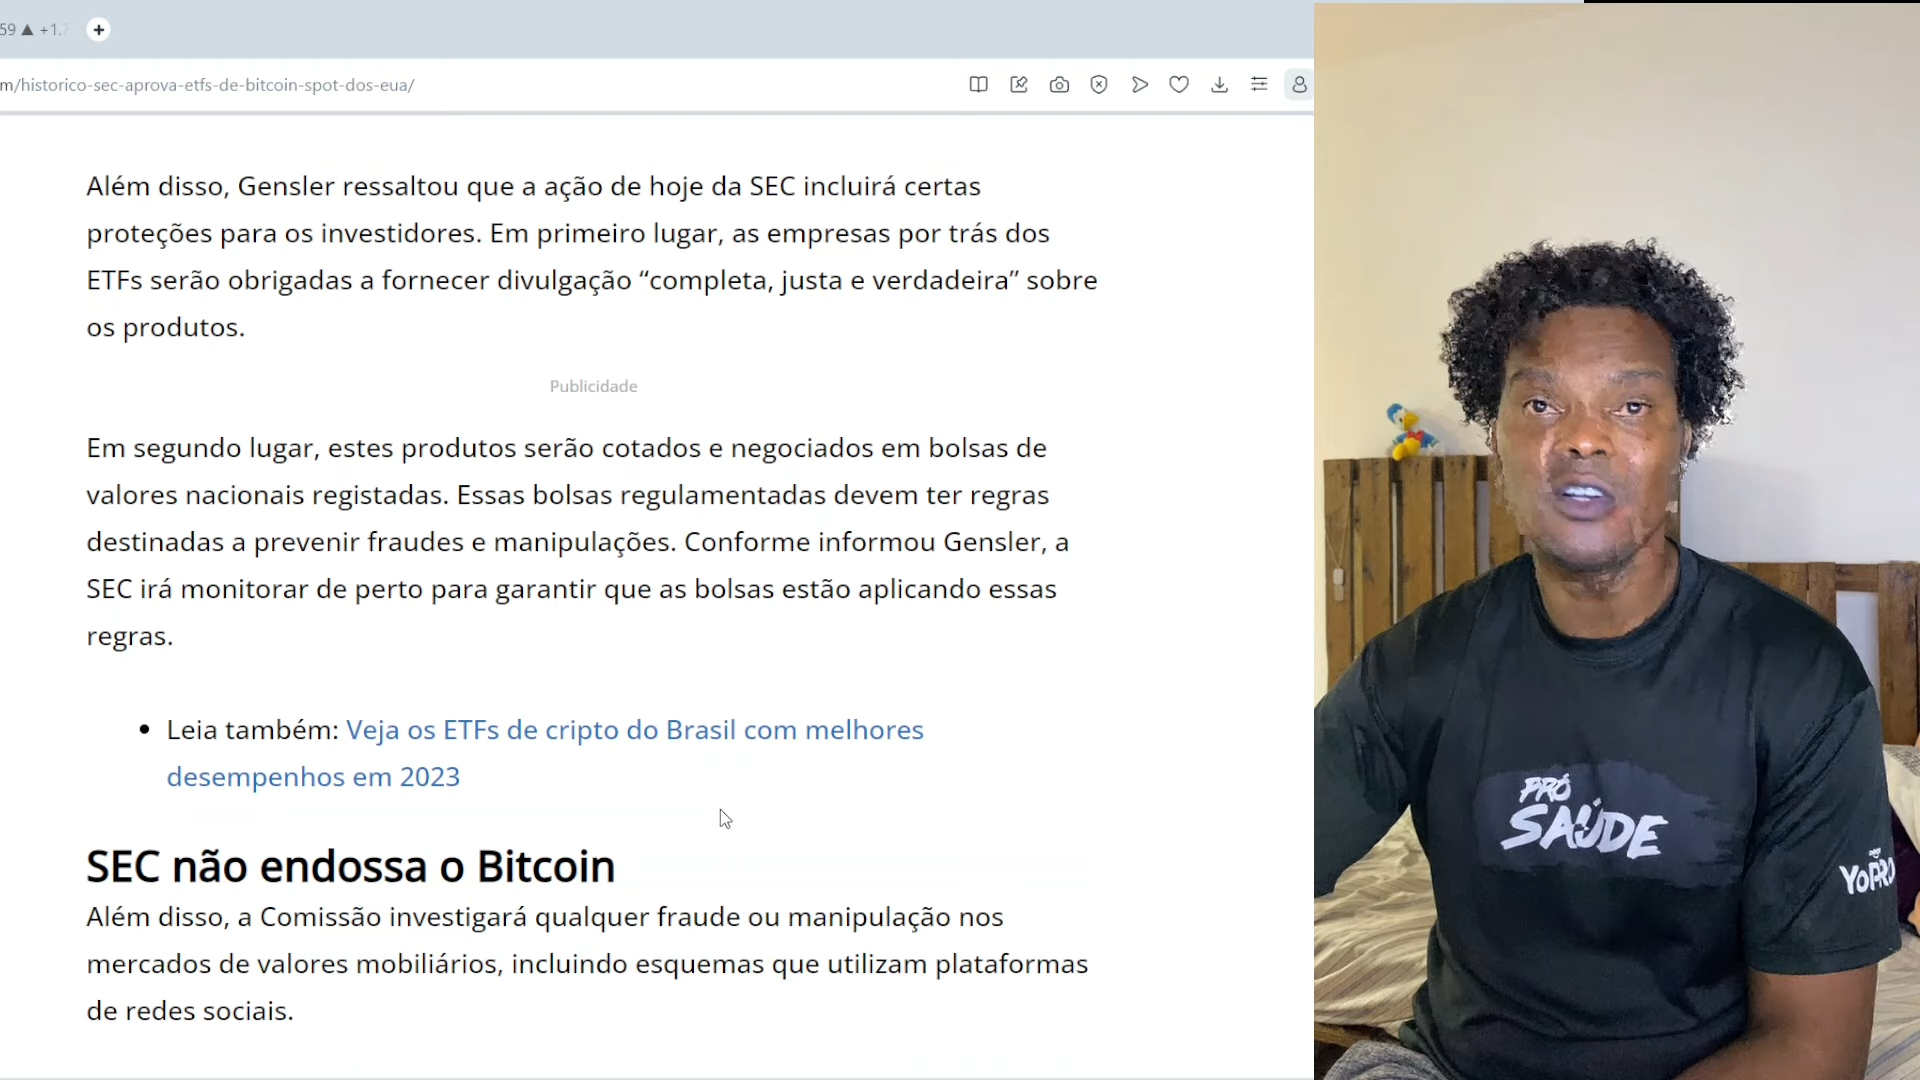 59 ▲ +1.
m/historico-sec-aprova-etfs-de-bitcoin-spot-dos-eua/
Além disso, Gensler ressaltou que a ação de hoje da SEC incluirá certas
proteções para os investidores. Em primeiro lugar, as empresas por trás dos
ETFs serão obrigadas a fornecer divulgação “completa, justa e verdadeira” sobre
os produtos.
Publicidade
Em segundo lugar, estes produtos serão cotados e negociados em bolsas de
valores nacionais registadas. Essas bolsas regulamentadas devem ter regras
destinadas a prevenir fraudes e manipulações. Conforme informou Gensler, a
SEC irá monitorar de perto para garantir que as bolsas estão aplicando essas
regras.
• Leia também: Veja os ETFs de cripto do Brasil com melhores
desempenhos em 2023
SEC não endossa o Bitcoin
Além disso, a Comissão investigará qualquer fraude ou manipulação nos
mercados de valores mobiliários, incluindo esquemas que utilizam plataformas
de redes sociais.
PRÓ
SAÚDE
YoPRO